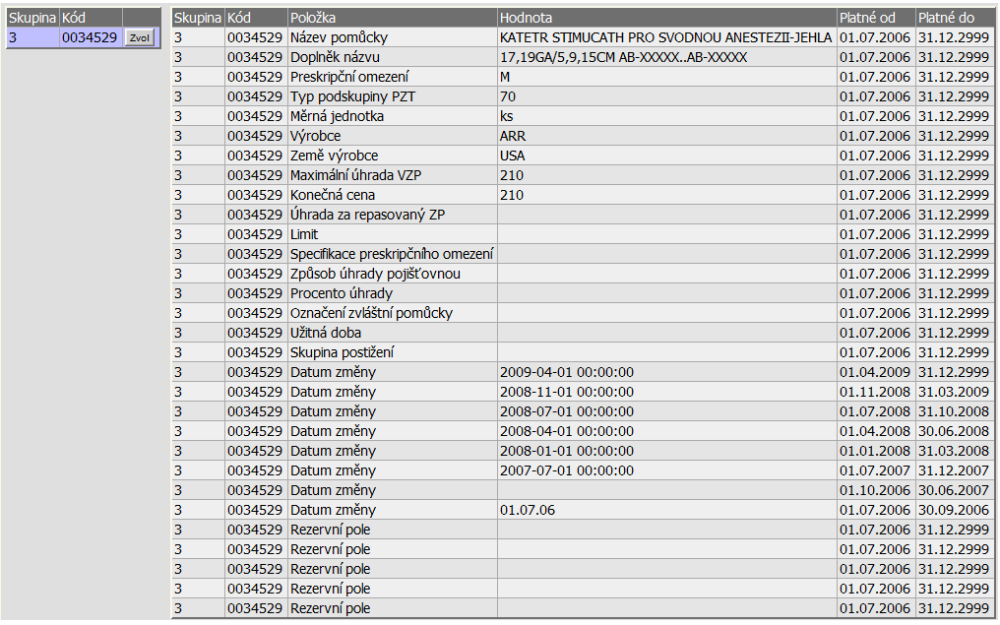 Skupina Kód
3 0034529 Zvol
Skupina Kód Položka Hodnota Platné od Platné do
3 0034529 Název pomůcky KATETR STIMUCATH PRO SVODNOU ANESTEZII-JEHLA 01.07.2006 31.12.2999
3 0034529 Doplněk názvu 17,19GA/5,9,15CM AB-XXXXX..AB-XXXXX 01.07.2006 31.12.2999
3 0034529 Preskripční omezení M 01.07.2006 31.12.2999
3 0034529 Typ podskupiny PZT 70 01.07.2006 31.12.2999
3 0034529 Měrná jednotka ks 01.07.2006 31.12.2999
3 0034529 Výrobce ARR 01.07.2006 31.12.2999
3 0034529 Země výrobce USA 01.07.2006 31.12.2999
3 0034529 Maximální úhrada VZP 210 01.07.2006 31.12.2999
3 0034529 Konečná cena 210 01.07.2006 31.12.2999
3 0034529 Úhrada za repasovaný ZP 01.07.2006 31.12.2999
3 0034529 Limit 01.07.2006 31.12.2999
3 0034529 Specifikace preskripčního omezení 01.07.2006 31.12.2999
3 0034529 Způsob úhrady pojišťovnou 01.07.2006 31.12.2999
3 0034529 Procento úhrady 01.07.2006 31.12.2999
3 0034529 Označení zvláštní pomůcky 01.07.2006 31.12.2999
3 0034529 Užitná doba 01.07.2006 31.12.2999
3 0034529 Skupina postižení 01.07.2006 31.12.2999
3 0034529 Datum změny 2009-04-01 00:00:00 01.04.2009 31.12.2999
3 0034529 Datum změny 2008-11-01 00:00:00 01.11.2008 31.03.2009
3 0034529 Datum změny 2008-07-01 00:00:00 01.07.2008 31.10.2008
3 0034529 Datum změny 2008-04-01 00:00:00 01.04.2008 30.06.2008
3 0034529 Datum změny 2008-01-01 00:00:00 01.01.2008 31.03.2008
3 0034529 Datum změny 2007-07-01 00:00:00 01.07.2007 31.12.2007
3 0034529 Datum změny 01.10.2006 30.06.2007
3 0034529 Datum změny 01.07.06 01.07.2006 30.09.2006
3 0034529 Rezervní pole 01.07.2006 31.12.2999
3 0034529 Rezervní pole 01.07.2006 31.12.2999
3 0034529 Rezervní pole 01.07.2006 31.12.2999
3 0034529 Rezervní pole 01.07.2006 31.12.2999
3 0034529 Rezervní pole 01.07.2006 31.12.2999